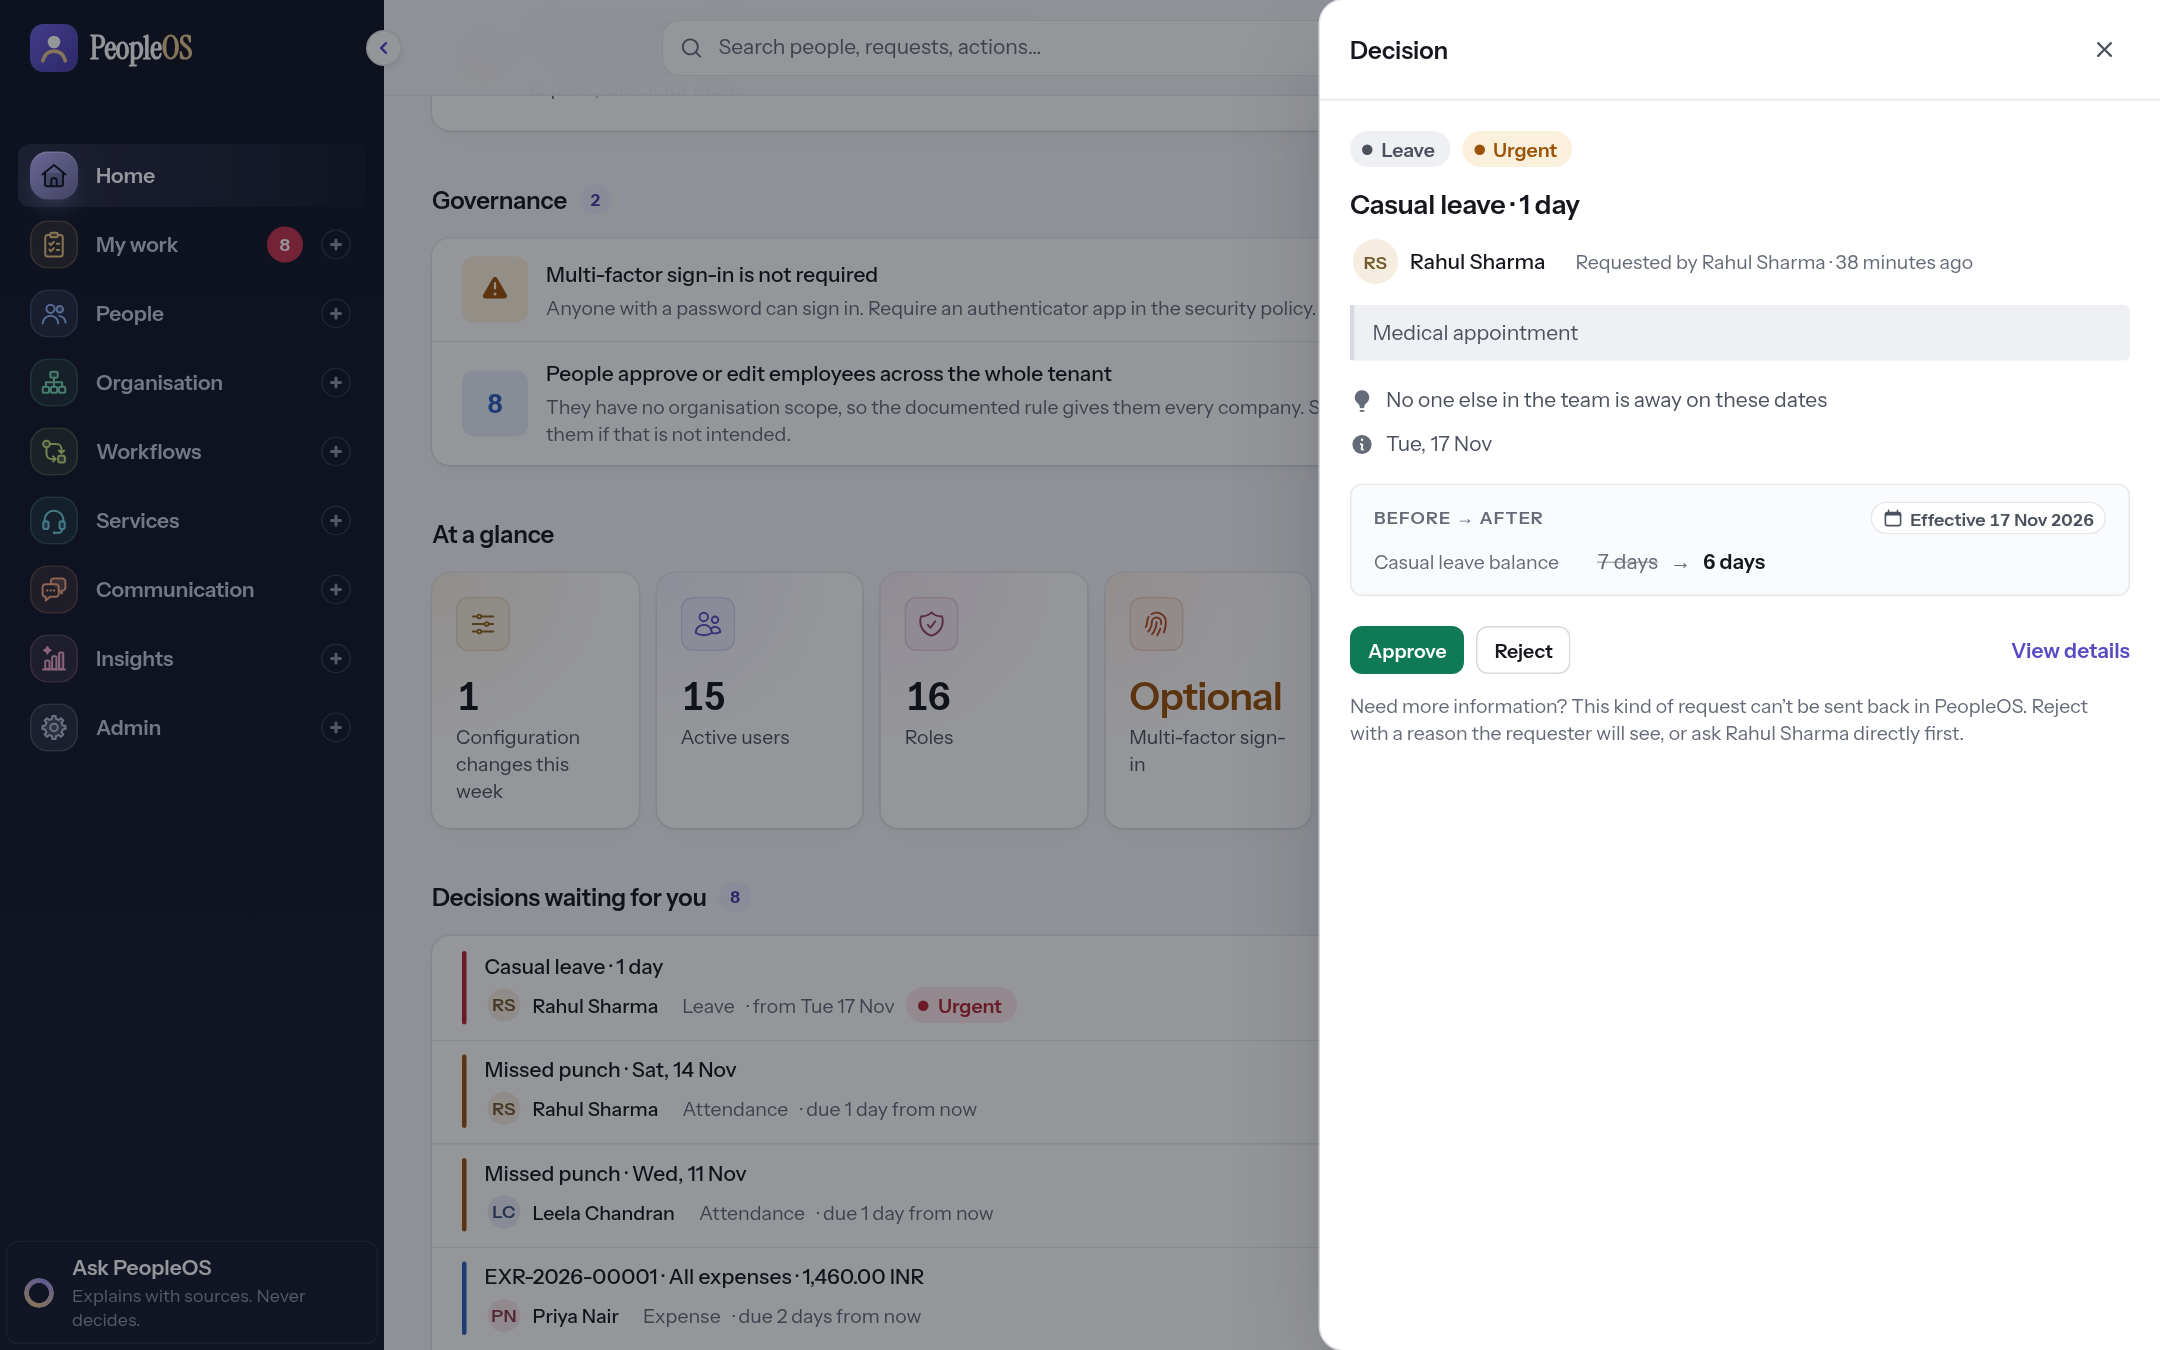 PeopleOS
Home
My work 8
People
Organisation
Workflows
Services
Communication
Insights
Admin
Ask PeopleOS
Explains with sources. Never
decides.
Search people, requests, actions...
Governance 2
Multi-factor sign-in is not required
Anyone with a password can sign in. Require an authenticator app in the security policy.
8
People approve or edit employees across the whole tenant
They have no organisation scope, so the documented rule gives them every company. S
them if that is not intended.
At a glance
1
Configuration
changes this
week
15
Active users
16
Roles
Optional
Multi-factor sign-
in
Decisions waiting for you 8
Casual leave · 1 day
RS Rahul Sharma Leave · from Tue 17 Nov Urgent
Missed punch · Sat, 14 Nov
RS Rahul Sharma Attendance · due 1 day from now
Missed punch · Wed, 11 Nov
LC Leela Chandran Attendance · due 1 day from now
EXR-2026-00001 · All expenses · 1,460.00 INR
PN Priya Nair Expense · due 2 days from now
Decision
Leave Urgent
Casual leave · 1 day
RS Rahul Sharma Requested by Rahul Sharma · 38 minutes ago
Medical appointment
No one else in the team is away on these dates
Tue, 17 Nov
BEFORE → AFTER Effective 17 Nov 2026
Casual leave balance 7 days → 6 days
Approve Reject View details
Need more information? This kind of request can’t be sent back in PeopleOS. Reject
with a reason the requester will see, or ask Rahul Sharma directly first.